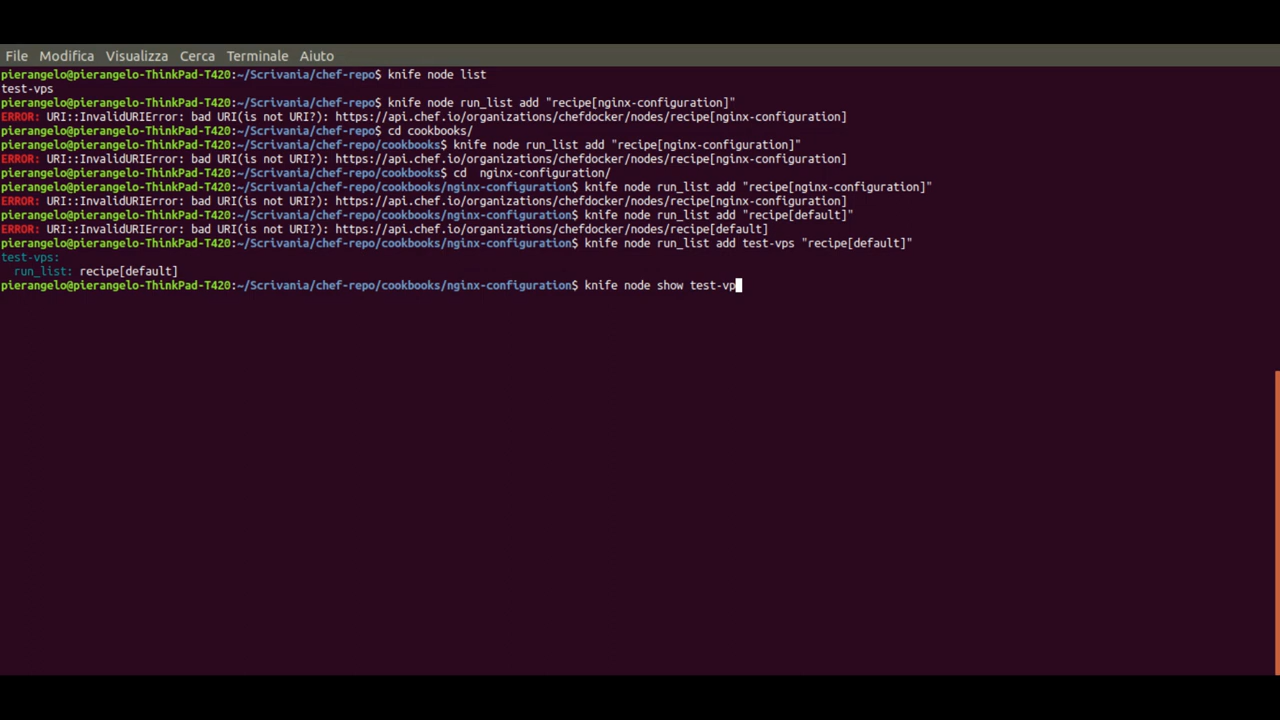 File Modifica Visualizza Cerca Terminale Aiuto
pierangelo@pierangelo-ThinkPad-T420:~/Scrivania/chef-repo$ knife node list
test-vps
pierangelo@pierangelo-ThinkPad-T420:~/Scrivania/chef-repo$ knife node run_list add "recipe[nginx-configuration]"
ERROR: URI::InvalidURIError: bad URI(is not URI?): https://api.chef.io/organizations/chefdocker/nodes/recipe[nginx-configuration]
pierangelo@pierangelo-ThinkPad-T420:~/Scrivania/chef-repo$ cd cookbooks/
pierangelo@pierangelo-ThinkPad-T420:~/Scrivania/chef-repo/cookbooks$ knife node run_list add "recipe[nginx-configuration]"
ERROR: URI::InvalidURIError: bad URI(is not URI?): https://api.chef.io/organizations/chefdocker/nodes/recipe[nginx-configuration]
pierangelo@pierangelo-ThinkPad-T420:~/Scrivania/chef-repo/cookbooks$ cd  nginx-configuration/
pierangelo@pierangelo-ThinkPad-T420:~/Scrivania/chef-repo/cookbooks/nginx-configuration$ knife node run_list add "recipe[nginx-configuration]"
ERROR: URI::InvalidURIError: bad URI(is not URI?): https://api.chef.io/organizations/chefdocker/nodes/recipe[nginx-configuration]
pierangelo@pierangelo-ThinkPad-T420:~/Scrivania/chef-repo/cookbooks/nginx-configuration$ knife node run_list add "recipe[default]"
ERROR: URI::InvalidURIError: bad URI(is not URI?): https://api.chef.io/organizations/chefdocker/nodes/recipe[default]
pierangelo@pierangelo-ThinkPad-T420:~/Scrivania/chef-repo/cookbooks/nginx-configuration$ knife node run_list add test-vps "recipe[default]"
test-vps:
  run_list: recipe[default]
pierangelo@pierangelo-ThinkPad-T420:~/Scrivania/chef-repo/cookbooks/nginx-configuration$ knife node show test-vp